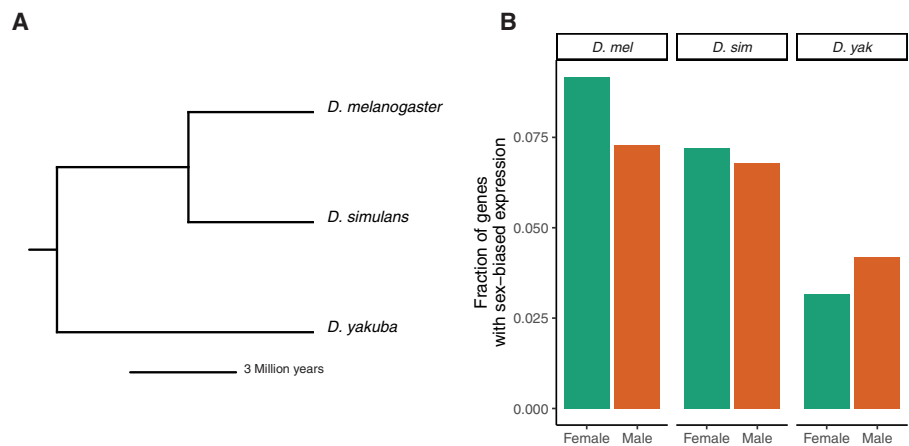 A
D. melanogaster
D. simulans
D. yakuba
3 Million years
B
D. mel
D. sim
D. yak
Fraction of genes
with sex−biased expression
0.075
0.050
0.025
0.000
Female Male Female Male Female Male